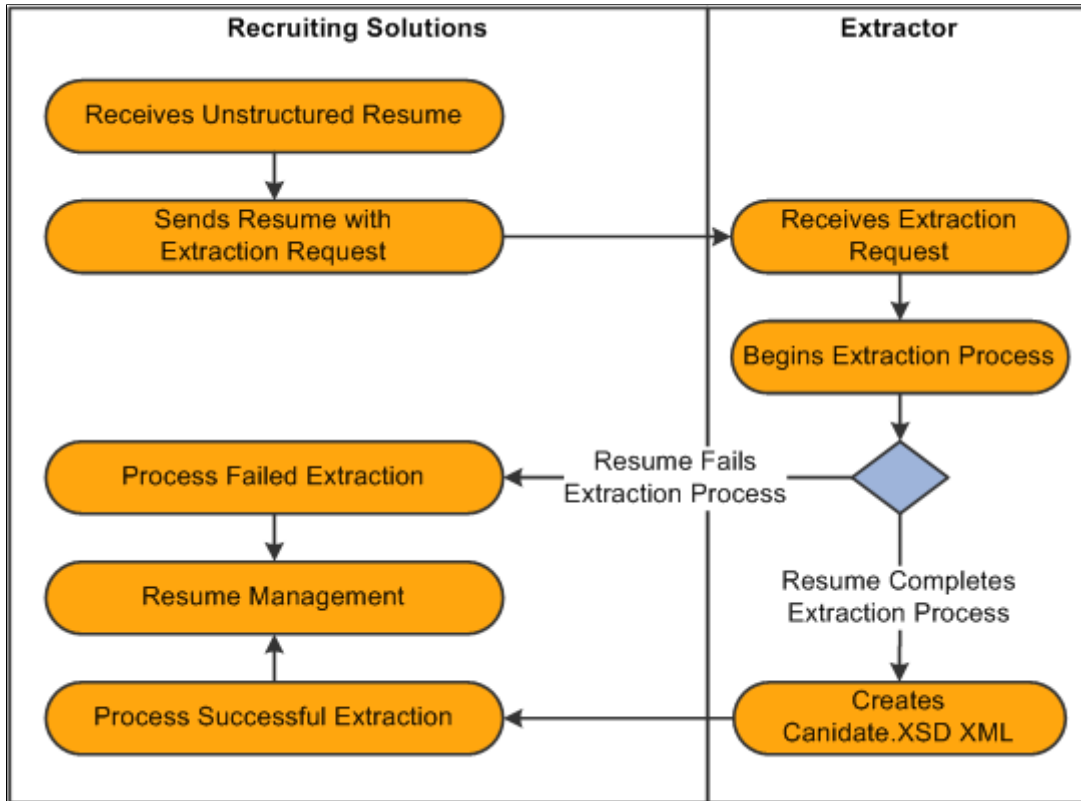 Recruiting Solutions
Extractor
Receives Unstructured Resume
Sends Resume with
Extraction Request
Receives Extraction
Request
Begins Extraction Process
Resume Fails
Extraction Process
Process Failed Extraction
Resume Management
Resume Completes
Extraction Process
Creates
Canidate.XSD XML
Process Successful Extraction